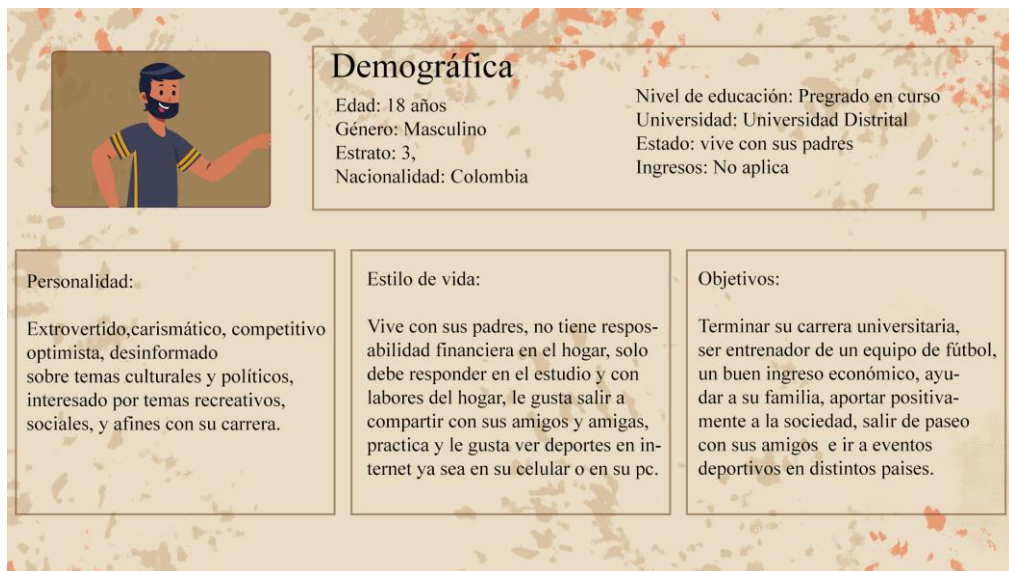 Demográfica
Edad: 18 años
Género: Masculino
Estrato: 3,
Nacionalidad: Colombia
Nivel de educación: Pregrado en curso
Universidad: Universidad Distrital
Estado: vive con sus padres
Ingresos: No aplica
Personalidad:
Extrovertido,carismático, competitivo
optimista, desinformado
sobre temas culturales y políticos,
interesado por temas recreativos,
sociales, y afines con su carrera.
Estilo de vida:
Vive con sus padres, no tiene respos-
abilidad financiera en el hogar, solo
debe responder en el estudio y con
labores del hogar, le gusta salir a
compartir con sus amigos y amigas,
practica y le gusta ver deportes en in-
ternet ya sea en su celular o en su pc.
Objetivos:
Terminar su carrera universitaria,
ser entrenador de un equipo de fútbol,
un buen ingreso económico, ayu-
dar a su familia, aportar positiva-
mente a la sociedad, salir de paseo
con sus amigos e ir a eventos
deportivos en distintos paises.